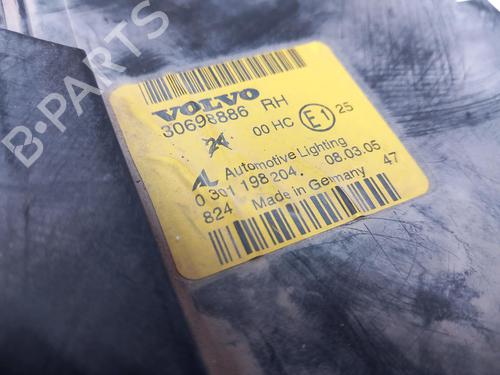 B-PARTS
VOLVO
30698886 RH
00 HC E1 25
AL Automotive Lighting
0 301 198 204. 08.03.05
824 Made in Germany 47